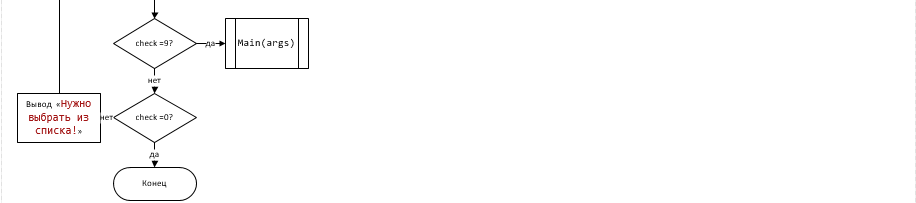 check =9?
да
Main(args)
нет
Вывод «Нужно
выбрать из
списка!»
нет
check =0?
да
Конец